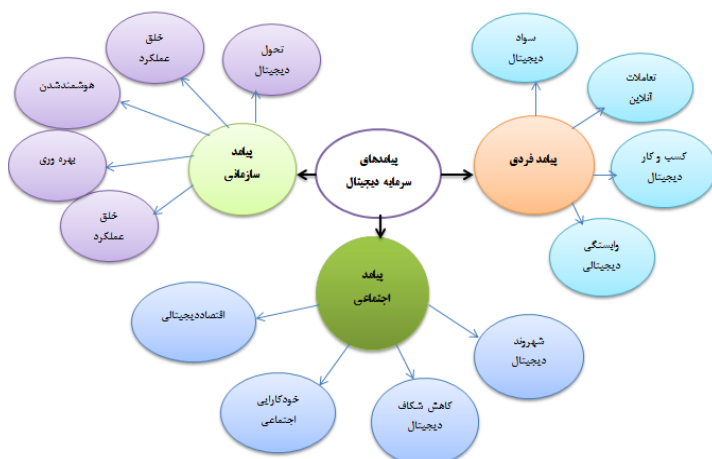 خلق
عملکرد
تحول
دیجیتال
سواد
دیجیتال
هوشمندشدن
تعاملات
آنلاین
پیامد
سازمانی
پیامدهای
سرمایه دیجیتال
پیامد فردی
بهره وری
کسب و کار
دیجیتال
خلق
عملکرد
وابستگی
دیجیتالی
پیامد
اجتماعی
اقتصاددیجیتالی
شهروند
دیجیتال
خودکارایی
اجتماعی
کاهش شکاف
دیجیتال